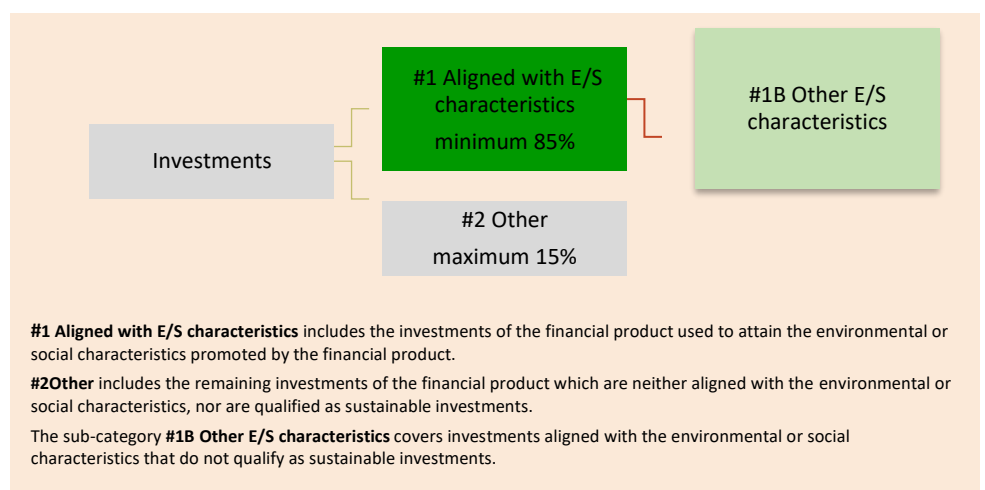 #1 Aligned with E/S
characteristics
minimum 85%
#1B Other E/S
characteristics
Investments
#2 Other
maximum 15%
#1 Aligned with E/S characteristics includes the investments of the financial product used to attain the environmental or
social characteristics promoted by the financial product.
#2Other includes the remaining investments of the financial product which are neither aligned with the environmental or
social characteristics, nor are qualified as sustainable investments.
The sub-category #1B Other E/S characteristics covers investments aligned with the environmental or social
characteristics that do not qualify as sustainable investments.